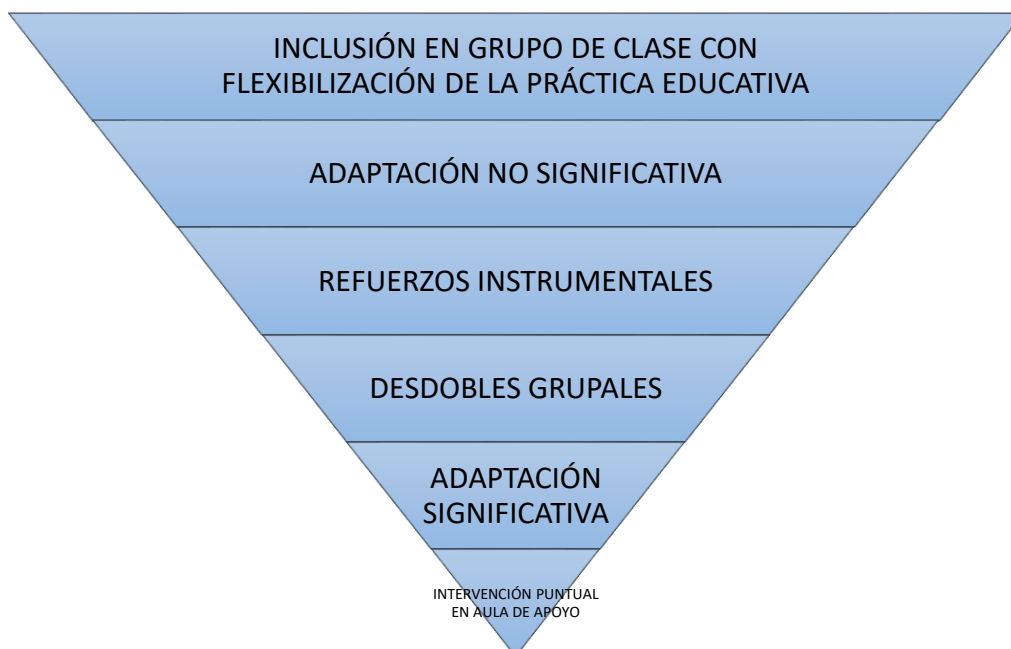 INCLUSIÓN EN GRUPO DE CLASE CON
FLEXIBILIZACIÓN DE LA PRÁCTICA EDUCATIVA
ADAPTACIÓN NO SIGNIFICATIVA
REFUERZOS INSTRUMENTALES
DESDOBLES GRUPALES
ADAPTACIÓN
SIGNIFICATIVA
INTERVENCIÓN PUNTUAL
EN AULA DE APOYO